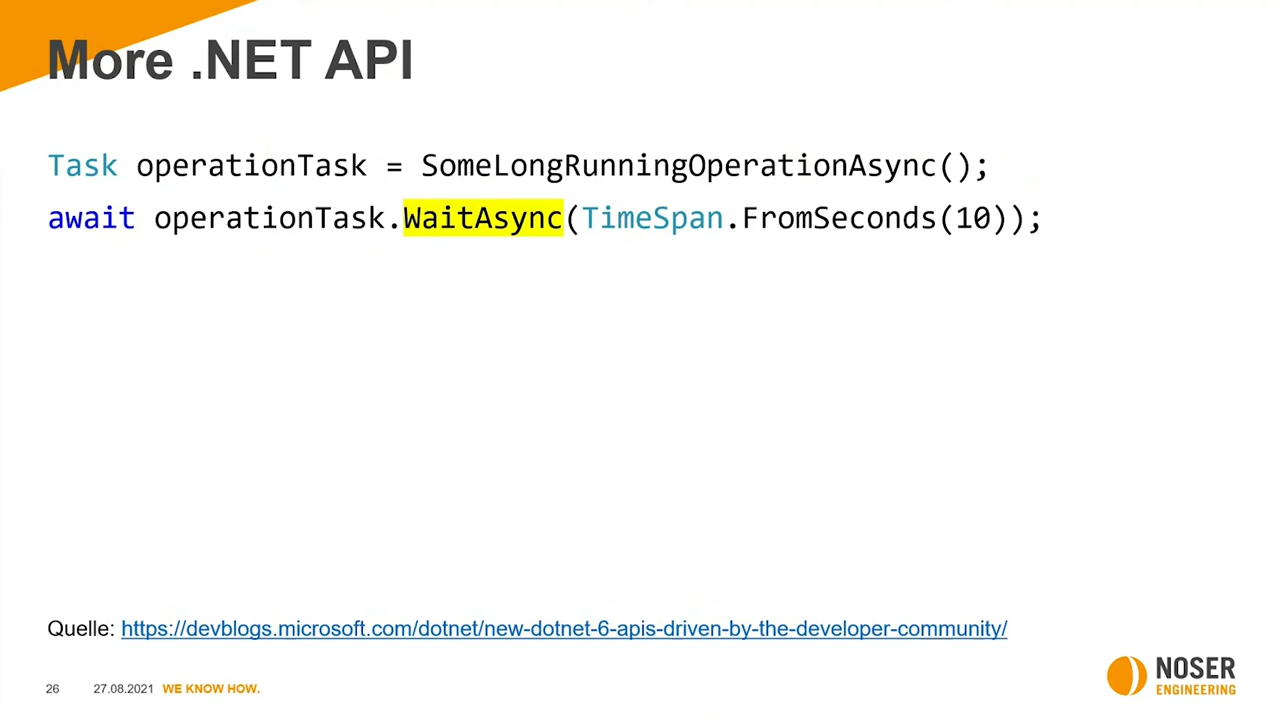 More .NET API
Task operationTask = SomeLongRunningOperationAsync();
await operationTask.WaitAsync(TimeSpan.FromSeconds(10));
Quelle: https://devblogs.microsoft.com/dotnet/new-dotnet-6-apis-driven-by-the-developer-community/
26 27.08.2021 WE KNOW HOW.
NOSER
ENGINEERING